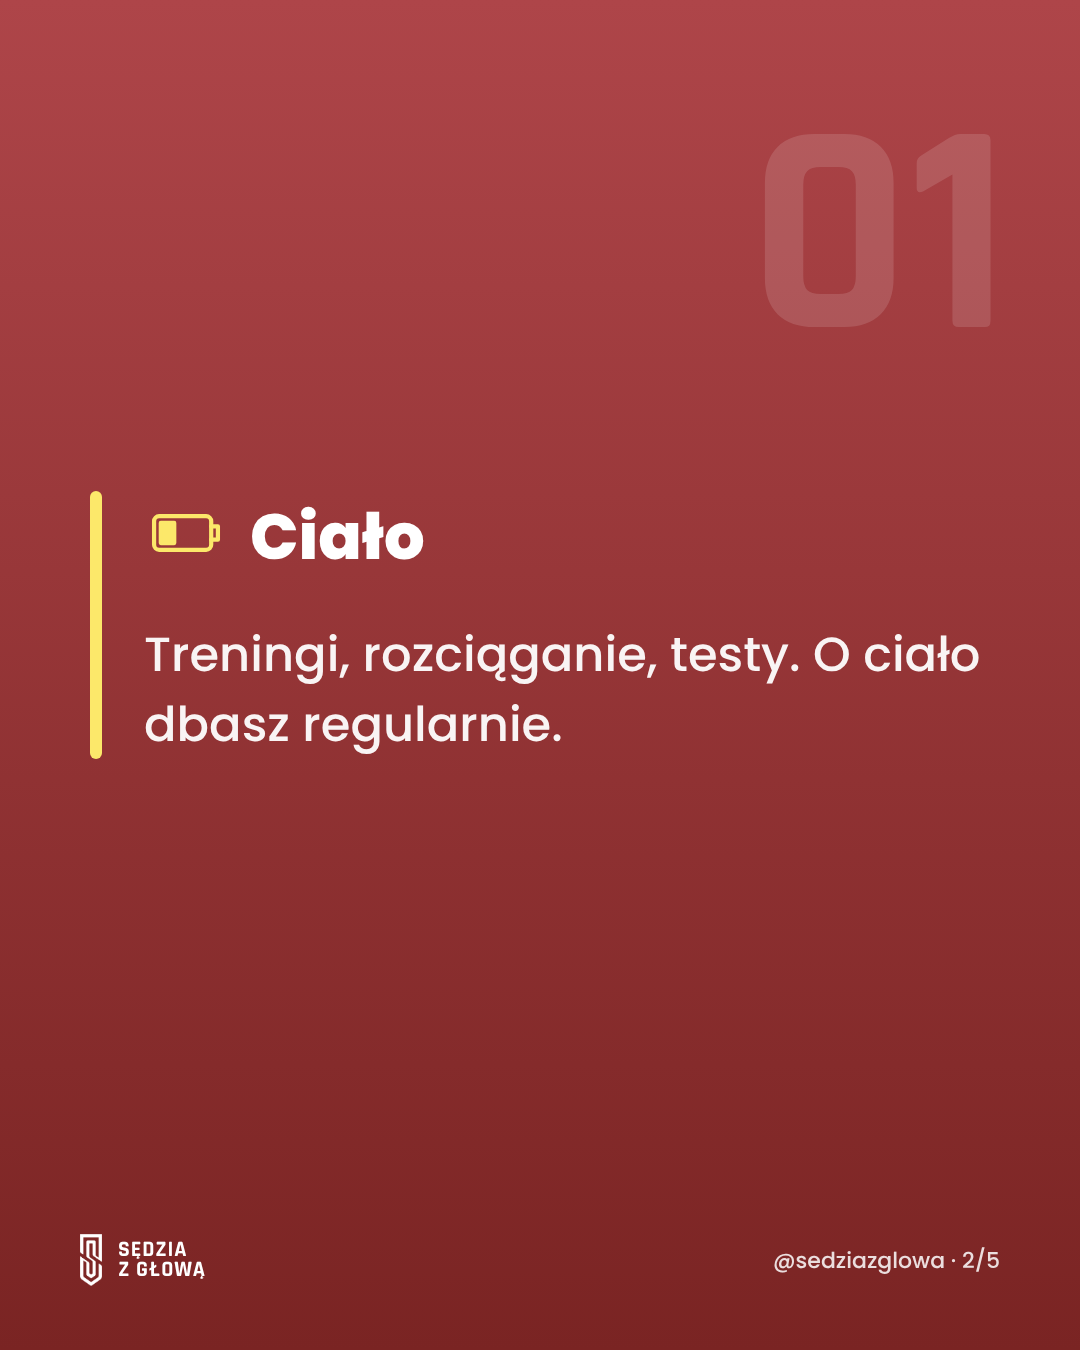 01
Ciało
Treningi, rozciąganie, testy. O ciało
dbasz regularnie.
SĘDZIA
Z GŁOWĄ
@sedziazglowa · 2/5